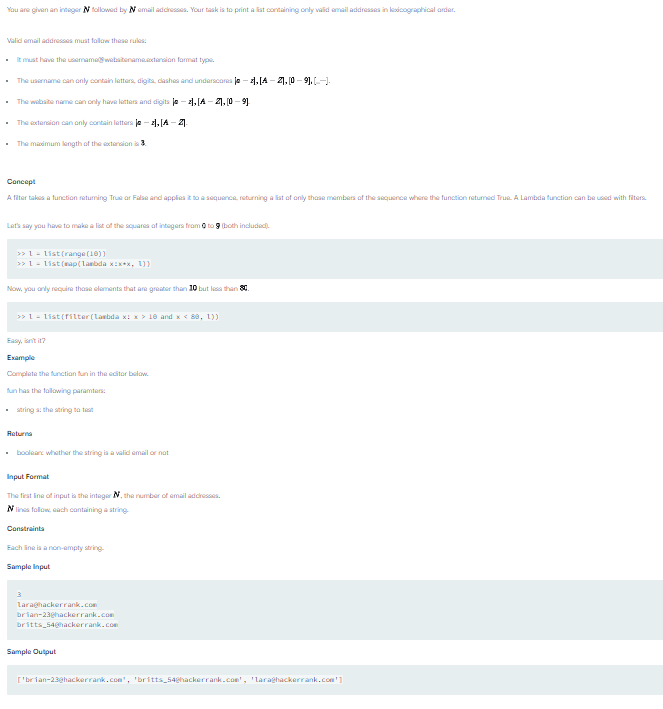 You are given an integer N followed by N email addresses. Your task is to print a list containing only valid email addresses in lexicographical order.
Valid email addresses must follow these rules:
• It must have the username@websitename.extension format type.
• The username can only contain letters, digits, dashes and underscores [a − z], [A − Z], [0 − 9], [_ −].
• The website name can only have letters and digits [a − z], [A − Z], [0 − 9].
• The extension can only contain letters [a − z], [A − Z].
• The maximum length of the extension is 3.
Concept
A filter takes a function returning True or False and applies it to a sequence, returning a list of only those members of the sequence where the function returned True. A Lambda function can be used with filters.
Let's say you have to make a list of the squares of integers from 0 to 9 (both included).
>> l = list(range(10))
>> l = list(map(lambda x:x*x, l))
Now, you only require those elements that are greater than 10 but less than 80.
>> l = list(filter(lambda x: x > 10 and x < 80, l))
Easy, isn't it?
Example
Complete the function fun in the editor below.
fun has the following paramters:
• string s: the string to test
Returns
• boolean: whether the string is a valid email or not
Input Format
The first line of input is the integer N, the number of email addresses.
N lines follow, each containing a string.
Constraints
Each line is a non-empty string.
Sample Input
3
lara@hackerrank.com
brian-23@hackerrank.com
britts_54@hackerrank.com
Sample Output
['brian-23@hackerrank.com', 'britts_54@hackerrank.com', 'lara@hackerrank.com']